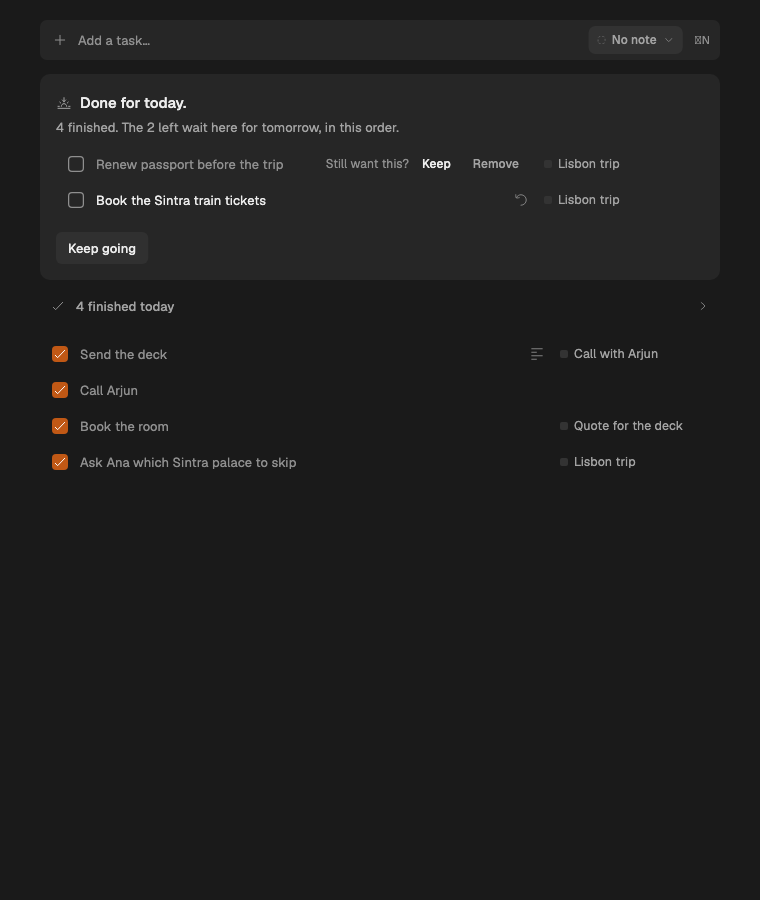 Add a task...
No note
N
Done for today.
4 finished. The 2 left wait here for tomorrow, in this order.
Renew passport before the trip Still want this? Keep Remove Lisbon trip
Book the Sintra train tickets Lisbon trip
Keep going
4 finished today
Send the deck Call with Arjun
Call Arjun
Book the room Quote for the deck
Ask Ana which Sintra palace to skip Lisbon trip